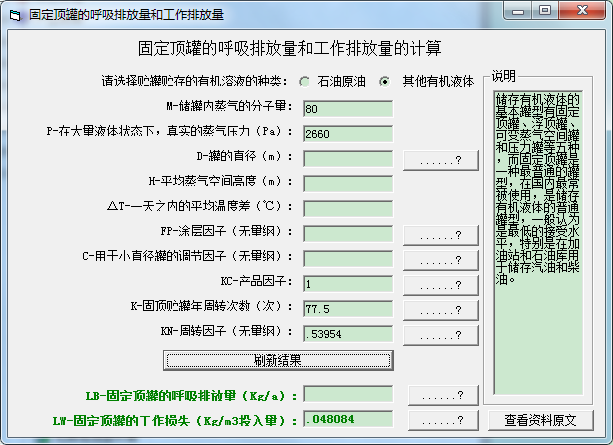 固定顶罐的呼吸排放量和工作排放量
固定顶罐的呼吸排放量和工作排放量的计算
请选择贮罐贮存的有机溶液的种类： 石油原油 其他有机液体
M-储罐内蒸气的分子量： 80
P-在大量液体状态下，真实的蒸气压力（Pa）： 2660
D-罐的直径（m）： ......?
H-平均蒸气空间高度（m）：
△T-一天之内的平均温度差（℃）：
FP-涂层因子（无量纲）： ......?
C-用于小直径罐的调节因子（无量纲）： ......?
KC-产品因子： 1 ......?
K-固顶贮罐年周转次数（次）： 77.5 ......?
KN-周转因子（无量纲）： .53954 ......?
刷新结果
LB-固定顶罐的呼吸排放量（Kg/a）： ......?
LW-固定顶罐的工作损失（Kg/m3投入量）： .048084 ......?
说明
储存有机液体的
基本罐型有固定
顶罐、浮顶罐、
可变蒸气空间罐
和压力罐等五种
，而固定顶罐是
一种最普通的罐
型，在国内最常
被使用，是储存
有机液体的普通
罐型，一般认为
是最低的接受水
平，特别是在加
油站和石油库用
于储存汽油和柴
油。
查看资料原文